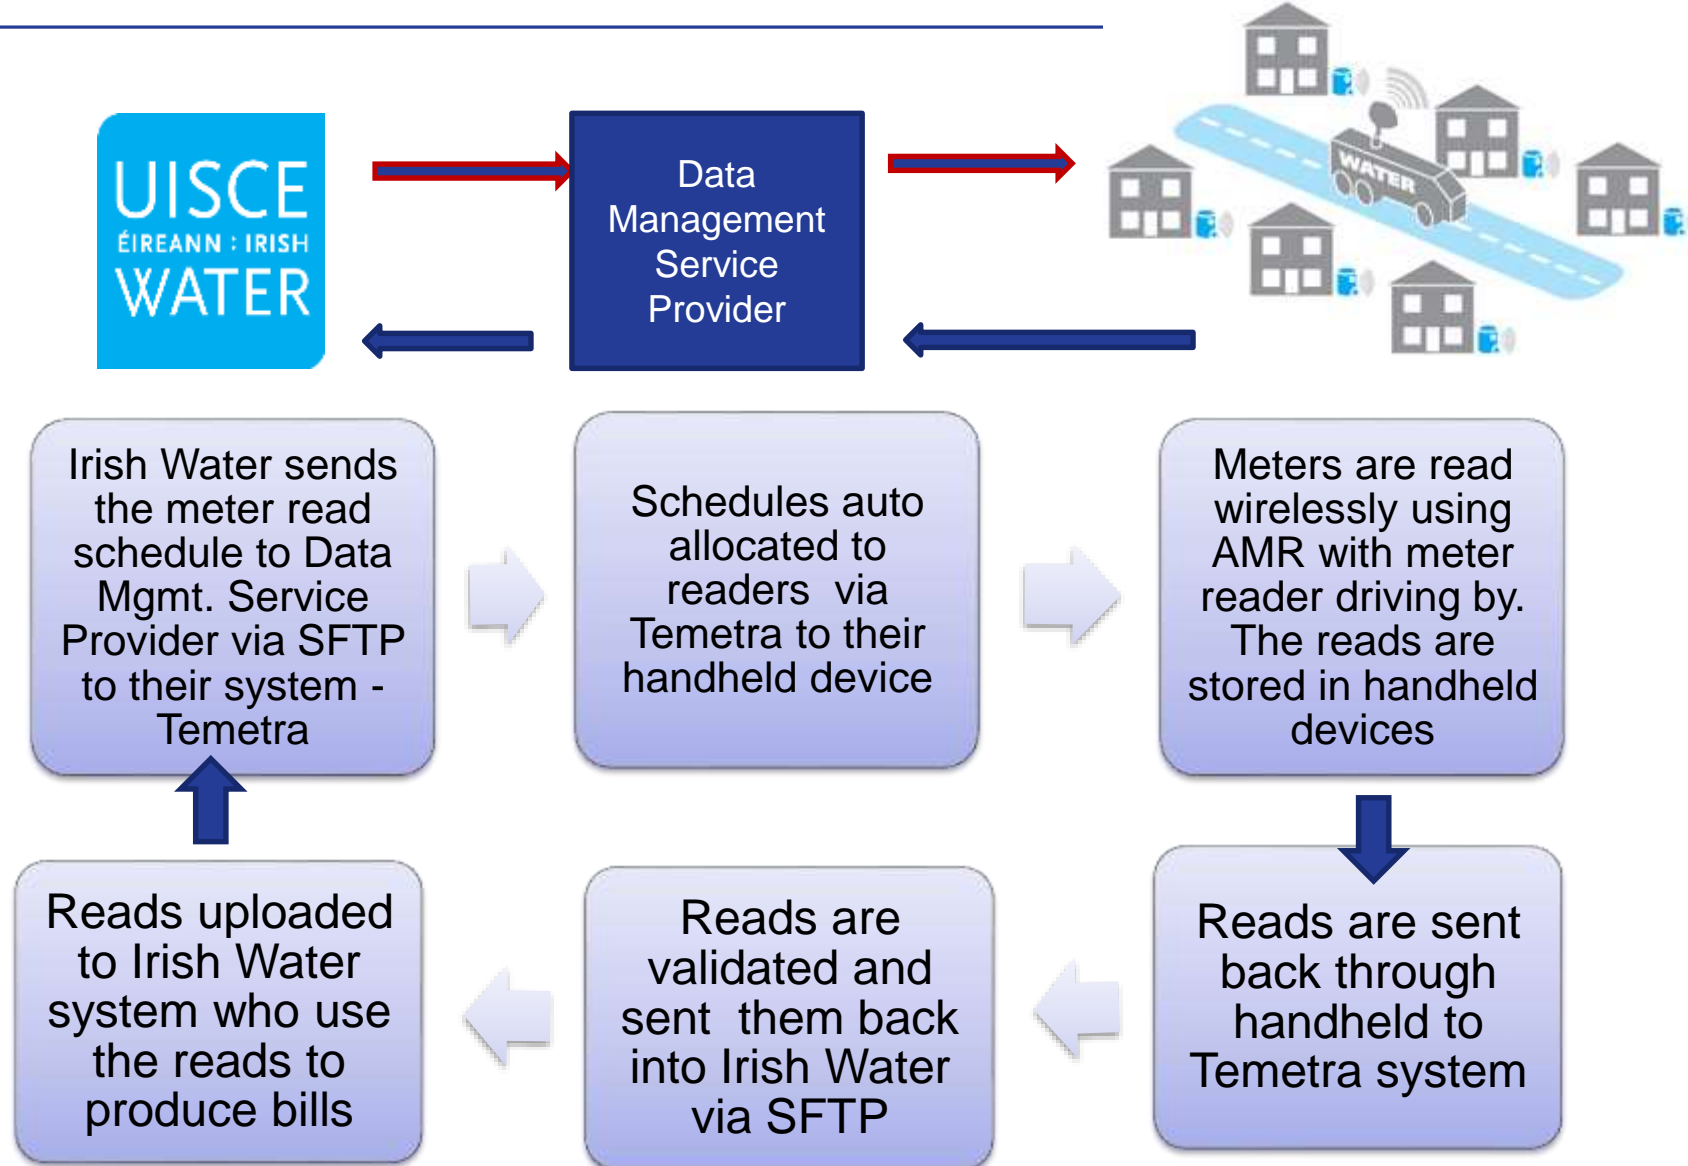 UISCE
ÉIREANN : IRISH
WATER
Data
Management
Service
Provider
WATER
Irish Water sends
the meter read
schedule to Data
Mgmt. Service
Provider via SFTP
to their system -
Temetra
Schedules auto
allocated to
readers via
Temetra to their
handheld device
Meters are read
wirelessly using
AMR with meter
reader driving by.
The reads are
stored in handheld
devices
Reads uploaded
to Irish Water
system who use
the reads to
produce bills
Reads are
validated and
sent them back
into Irish Water
via SFTP
Reads are sent
back through
handheld to
Temetra system